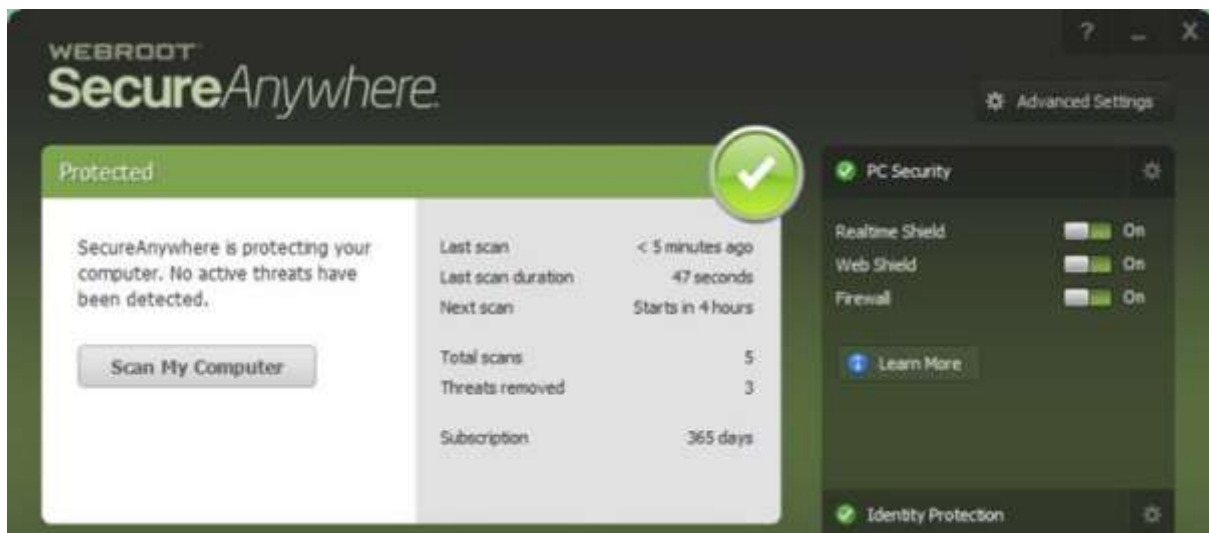 ? _ X
WEBROOT
SecureAnywhere.
Advanced Settings
Protected
SecureAnywhere is protecting your
computer. No active threats have
been detected.
Scan My Computer
Last scan < 5 minutes ago
Last scan duration 47 seconds
Next scan Starts in 4 hours
Total scans 5
Threats removed 3
Subscription 365 days
PC Security
Realtime Shield On
Web Shield On
Firewall On
Learn More
Identity Protection